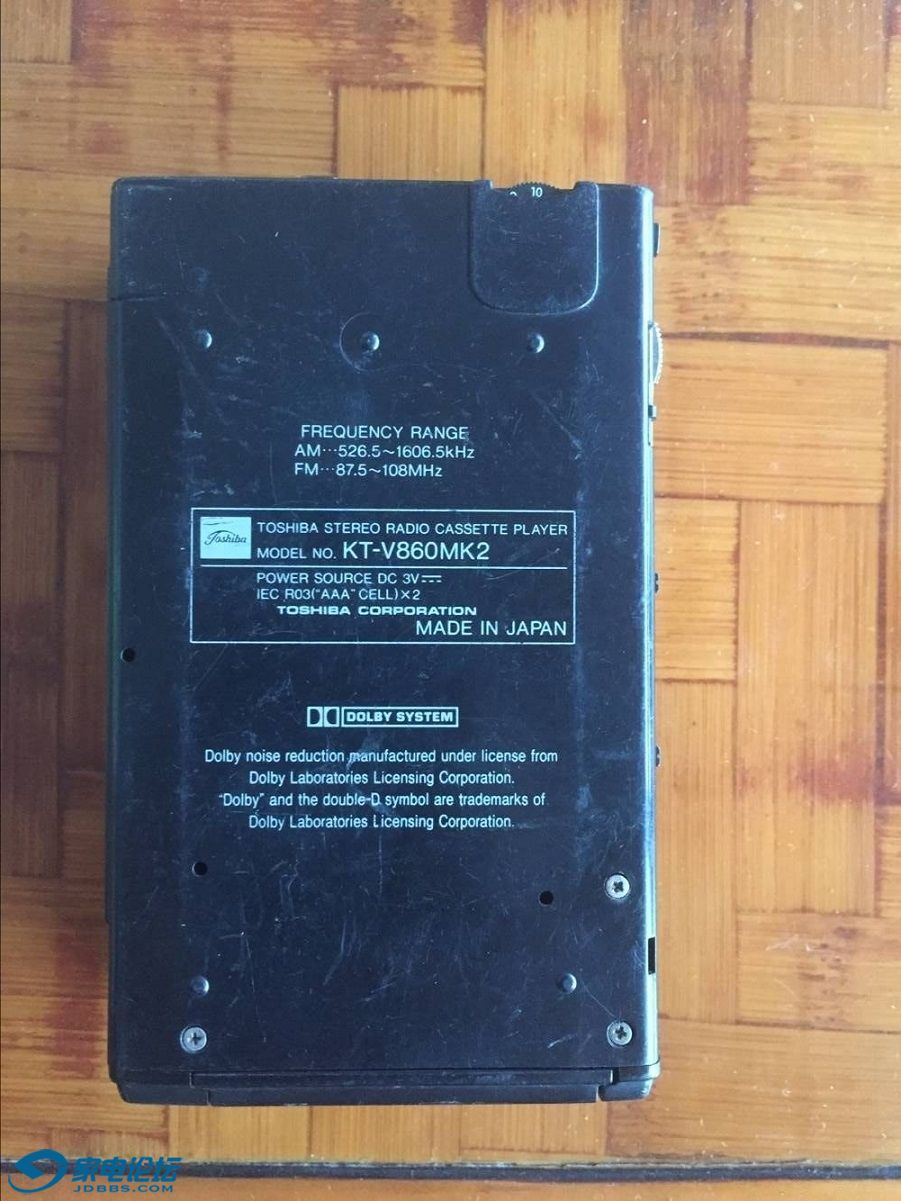 10
FREQUENCY RANGE
AM···526.5~1606.5kHz
FM···87.5~108MHz
Toshiba
TOSHIBA STEREO RADIO CASSETTE PLAYER
MODEL NO. KT-V860MK2
POWER SOURCE DC 3V⎓
IEC R03("AAA" CELL)×2
TOSHIBA CORPORATION
MADE IN JAPAN
DOLBY SYSTEM
Dolby noise reduction manufactured under license from
Dolby Laboratories Licensing Corporation.
"Dolby" and the double-D symbol are trademarks of
Dolby Laboratories Licensing Corporation.
家电论坛
JDBBS.COM